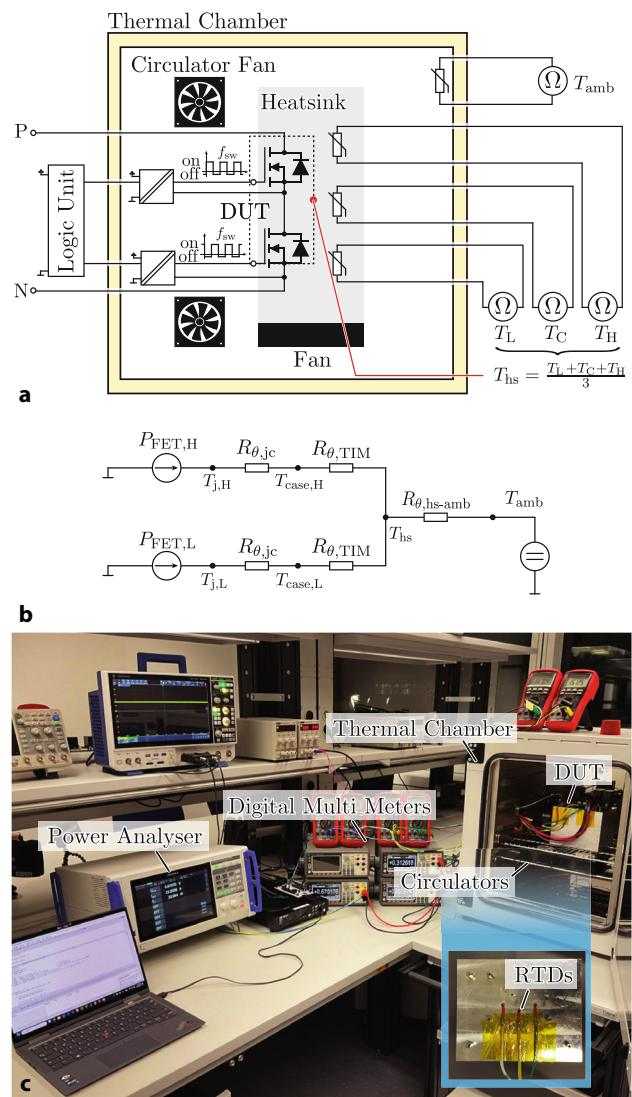 Thermal Chamber
Circulator Fan
Heatsink
Ω
T_amb
P
on
off
f_sw
Logic Unit
DUT
on
off
f_sw
N
Ω Ω Ω
T_L T_C T_H
Fan
T_hs = (T_L+T_C+T_H)/3
a
P_FET,H R_θ,jc R_θ,TIM
T_j,H T_case,H
R_θ,hs-amb T_amb
T_hs
P_FET,L R_θ,jc R_θ,TIM
T_j,L T_case,L
b
Thermal Chamber
DUT
Digital Multi Meters
Power Analyser
Circulators
RTDs
c